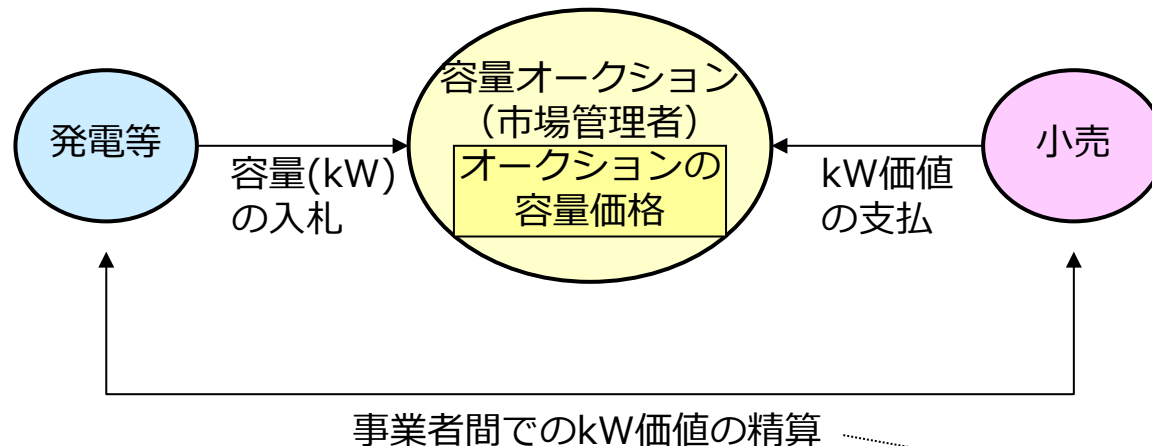 容量オークション
（市場管理者）
オークションの
容量価格
発電等
容量(kW)
の入札
kW価値
の支払
小売
事業者間でのkW価値の精算